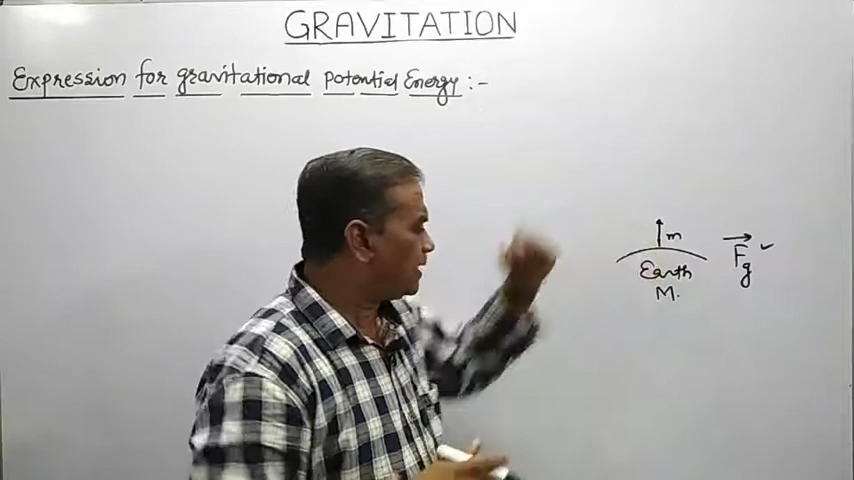 GRAVITATION
Expression for gravitational Potential Energy :-
m
Earth
M.
Fg